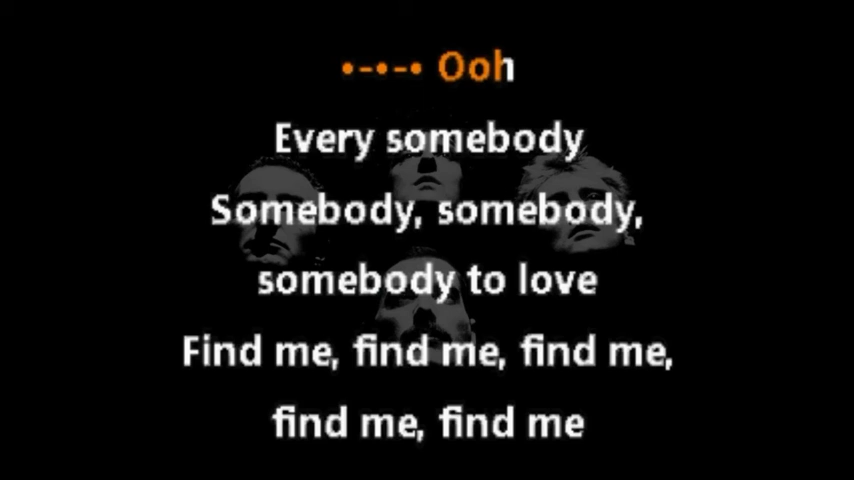 •-•-• Ooh
Every somebody
Somebody, somebody,
somebody to love
Find me, find me, find me,
find me, find me